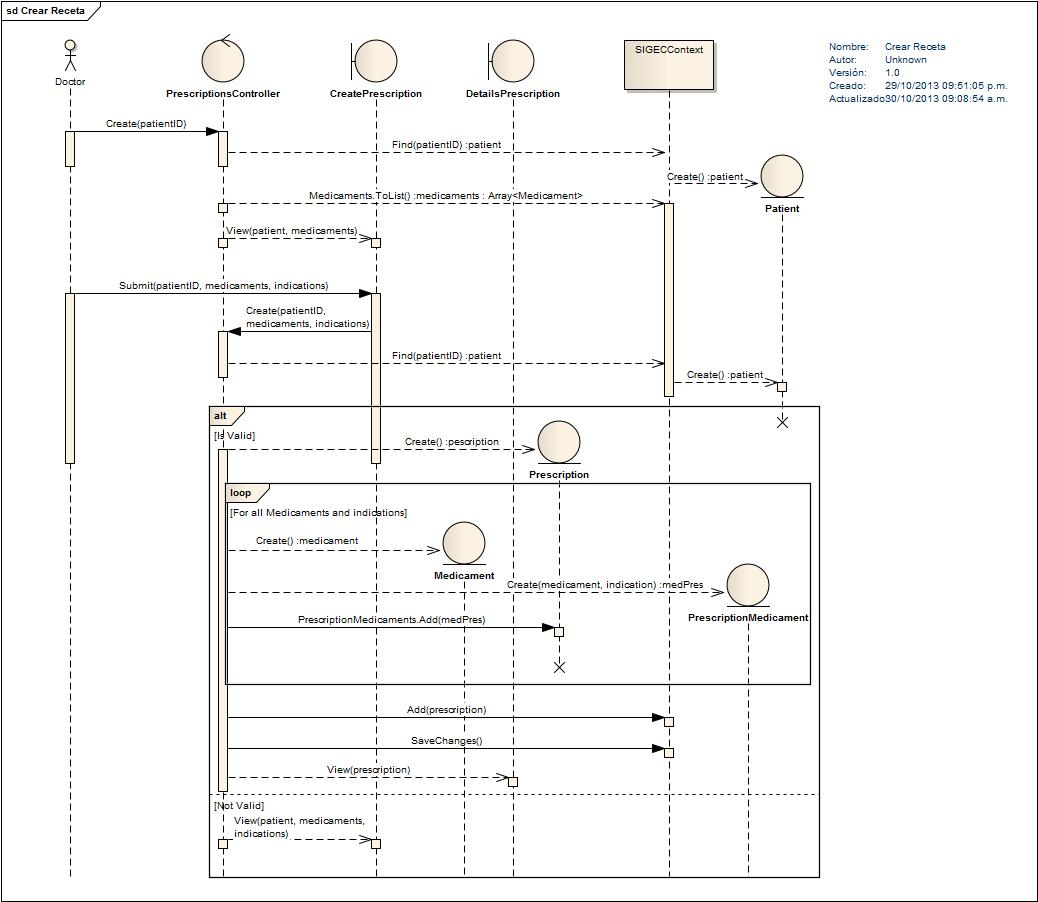 sd Crear Receta
Doctor
PrescriptionsController
CreatePrescription
DetailsPrescription
SIGECContext
Nombre: Crear Receta
Autor: Unknown
Versión: 1.0
Creado: 29/10/2013 09:51:05 p.m.
Actualizado30/10/2013 09:08:54 a.m.
Create(patientID)
Find(patientID) :patient
Create() :patient
Patient
Medicaments.ToList() :medicaments : Array<Medicament>
View(patient, medicaments)
Submit(patientID, medicaments, indications)
Create(patientID,
medicaments, indications)
Find(patientID) :patient
Create() :patient
alt
[Is Valid]
Create() :pescription
Prescription
loop
[For all Medicaments and indications]
Create() :medicament
Medicament
Create(medicament, indication) :medPres
PrescriptionMedicament
PrescriptionMedicaments.Add(medPres)
Add(prescription)
SaveChanges()
View(prescription)
[Not Valid]
View(patient, medicaments,
indications)